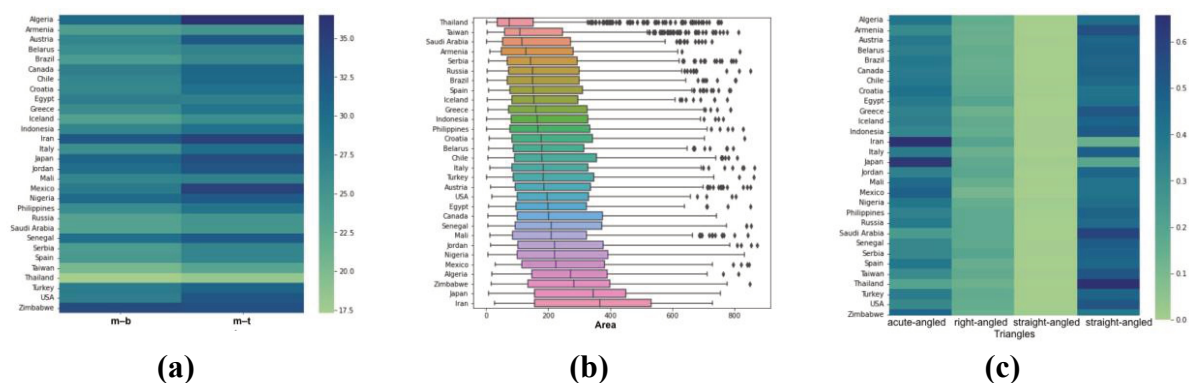 Algeria
Armenia
Austria
Belarus
Brazil
Canada
Chile
Croatia
Egypt
Greece
Iceland
Indonesia
Iran
Italy
Japan
Jordan
Mali
Mexico
Nigeria
Philippines
Russia
Saudi Arabia
Senegal
Serbia
Spain
Taiwan
Thailand
Turkey
USA
Zimbabwe
m–b m–t
35.0
32.5
30.0
27.5
25.0
22.5
20.0
17.5
(a)
Thailand
Taiwan
Saudi Arabia
Armenia
Serbia
Russia
Brazil
Spain
Iceland
Greece
Indonesia
Philippines
Croatia
Belarus
Chile
Italy
Turkey
Austria
USA
Egypt
Canada
Senegal
Mali
Jordan
Nigeria
Mexico
Algeria
Zimbabwe
Japan
Iran
0 200 400 600 800
Area
(b)
Algeria
Armenia
Austria
Belarus
Brazil
Canada
Chile
Croatia
Egypt
Greece
Iceland
Indonesia
Iran
Italy
Japan
Jordan
Mali
Mexico
Nigeria
Philippines
Russia
Saudi Arabia
Senegal
Serbia
Spain
Taiwan
Thailand
Turkey
USA
Zimbabwe
acute-angled right-angled straight-angled straight-angled
Triangles
0.6
0.5
0.4
0.3
0.2
0.1
0.0
(c)